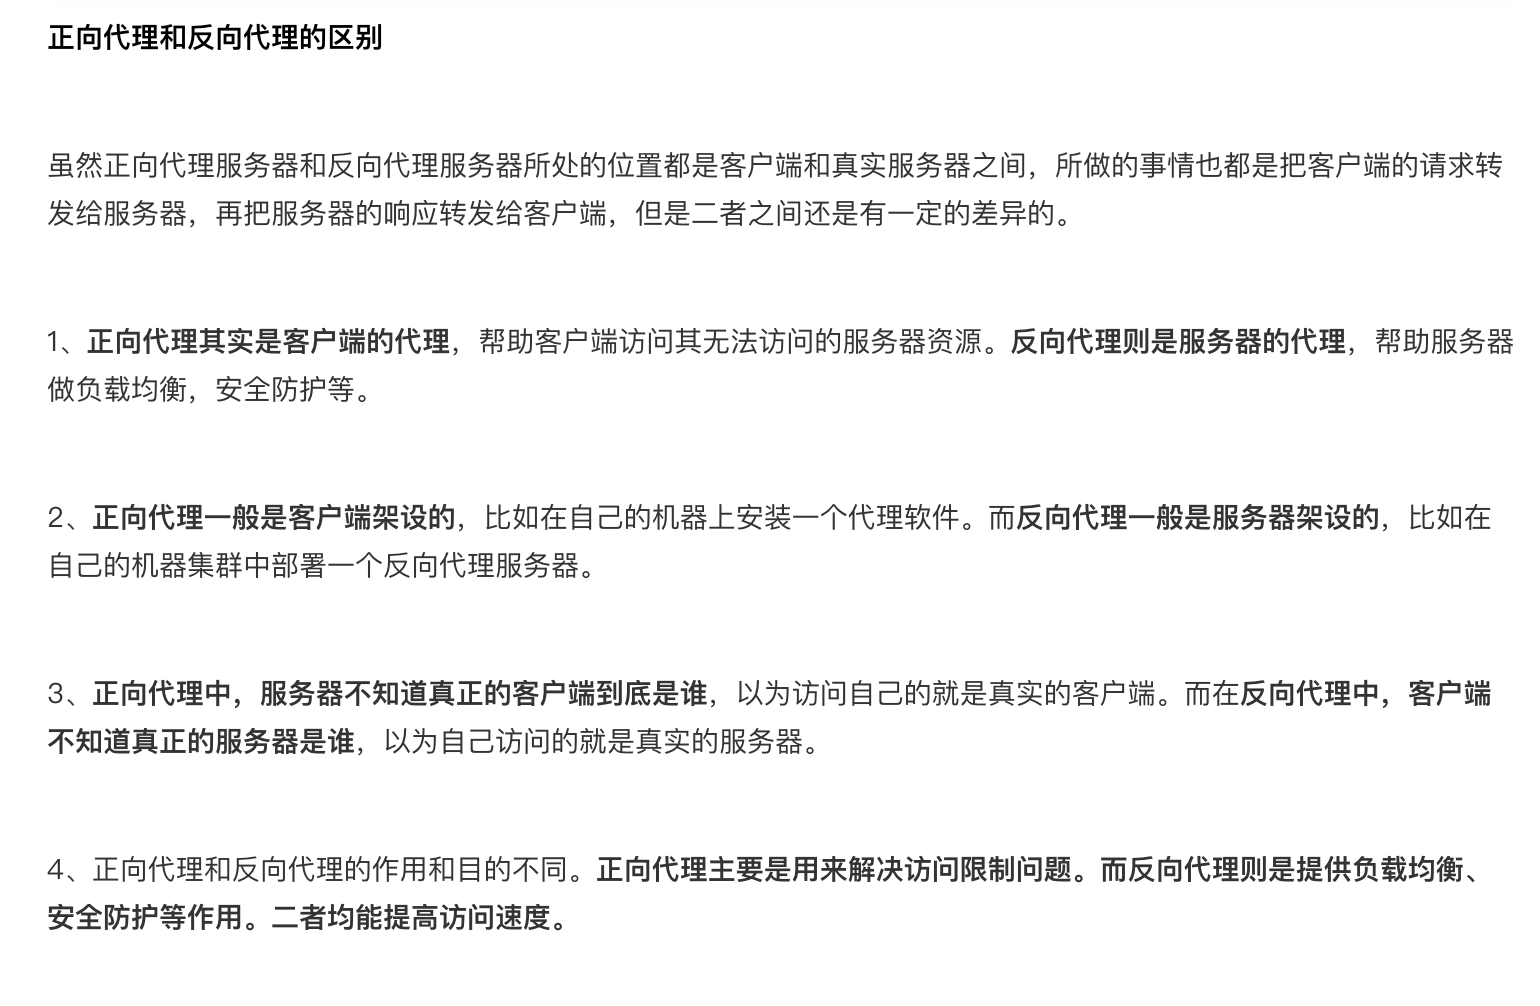 正向代理和反向代理的区别
虽然正向代理服务器和反向代理服务器所处的位置都是客户端和真实服务器之间，所做的事情也都是把客户端的请求转
发给服务器，再把服务器的响应转发给客户端，但是二者之间还是有一定的差异的。
1、正向代理其实是客户端的代理，帮助客户端访问其无法访问的服务器资源。反向代理则是服务器的代理，帮助服务器
做负载均衡，安全防护等。
2、正向代理一般是客户端架设的，比如在自己的机器上安装一个代理软件。而反向代理一般是服务器架设的，比如在
自己的机器集群中部署一个反向代理服务器。
3、正向代理中，服务器不知道真正的客户端到底是谁，以为访问自己的就是真实的客户端。而在反向代理中，客户端
不知道真正的服务器是谁，以为自己访问的就是真实的服务器。
4、正向代理和反向代理的作用和目的不同。正向代理主要是用来解决访问限制问题。而反向代理则是提供负载均衡、
安全防护等作用。二者均能提高访问速度。